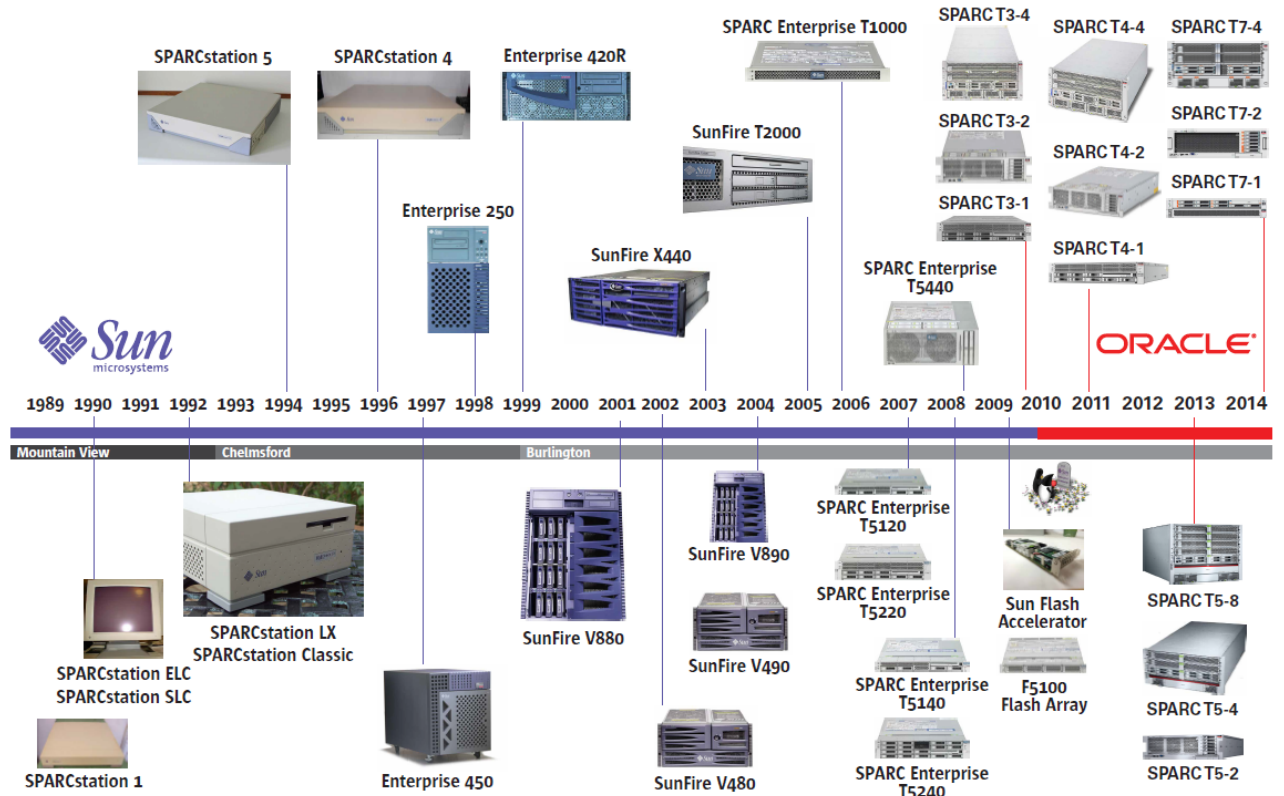 SPARCstation 5
SPARCstation 4
Enterprise 420R
SPARC Enterprise T1000
SPARC T3-4
SPARC T4-4
SPARC T7-4
SunFire T2000
SPARC T3-2
SPARC T7-2
SPARC T4-2
Enterprise 250
SPARC T3-1
SPARC T7-1
SunFire X440
SPARC Enterprise
T5440
SPARC T4-1
Sun
microsystems
ORACLE
1989 1990 1991 1992 1993 1994 1995 1996 1997 1998 1999 2000 2001 2002 2003 2004 2005 2006 2007 2008 2009 2010 2011 2012 2013 2014
Mountain View
Chelmsford
Burlington
SPARC Enterprise
T5120
SunFire V890
SPARC Enterprise
T5220
Sun Flash
Accelerator
SPARC T5-8
SPARCstation LX
SPARCstation Classic
SunFire V880
SunFire V490
SPARCstation ELC
SPARCstation SLC
SPARC Enterprise
T5140
F5100
Flash Array
SPARC T5-4
SPARCstation 1
Enterprise 450
SunFire V480
SPARC Enterprise
T5240
SPARC T5-2